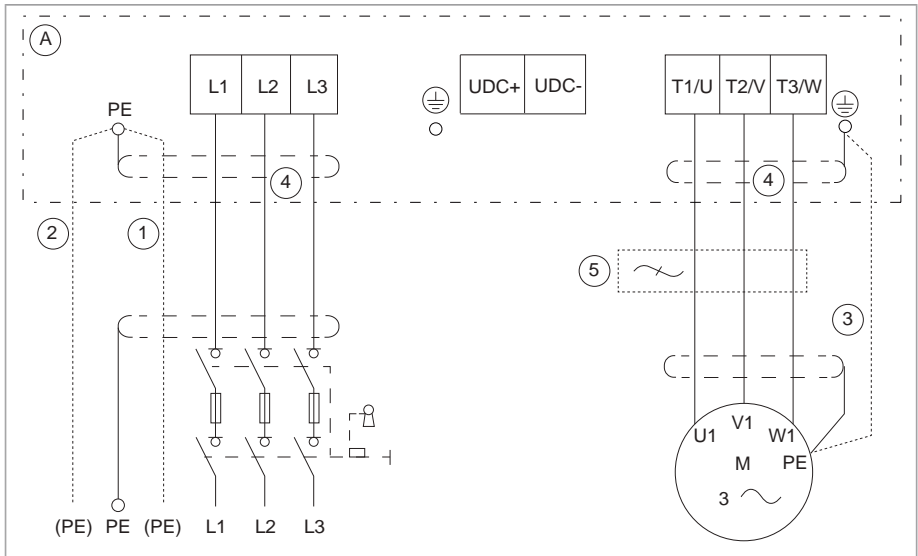 A
L1 L2 L3
UDC+ UDC-
T1/U T2/V T3/W
PE
4
4
2
1
5
3
U1
V1
W1
M
PE
3
(PE) PE (PE) L1 L2 L3